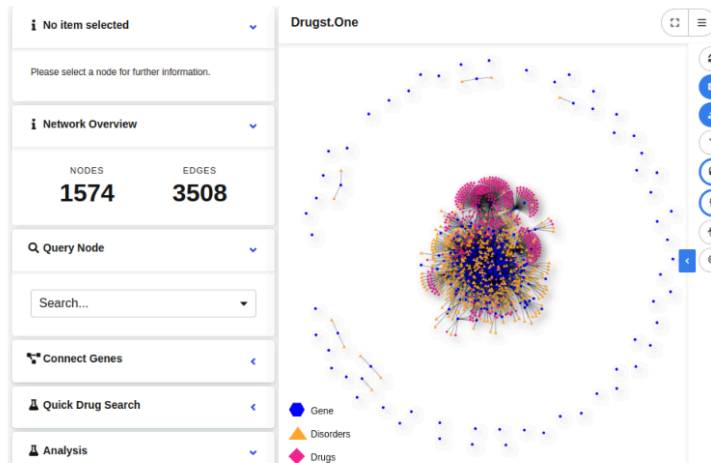 No item selected
Please select a node for further information.
Network Overview
NODES
EDGES
1574
3508
Query Node
Search...
Connect Genes
Quick Drug Search
Analysis
Drugst.One
Gene
Disorders
Drugs